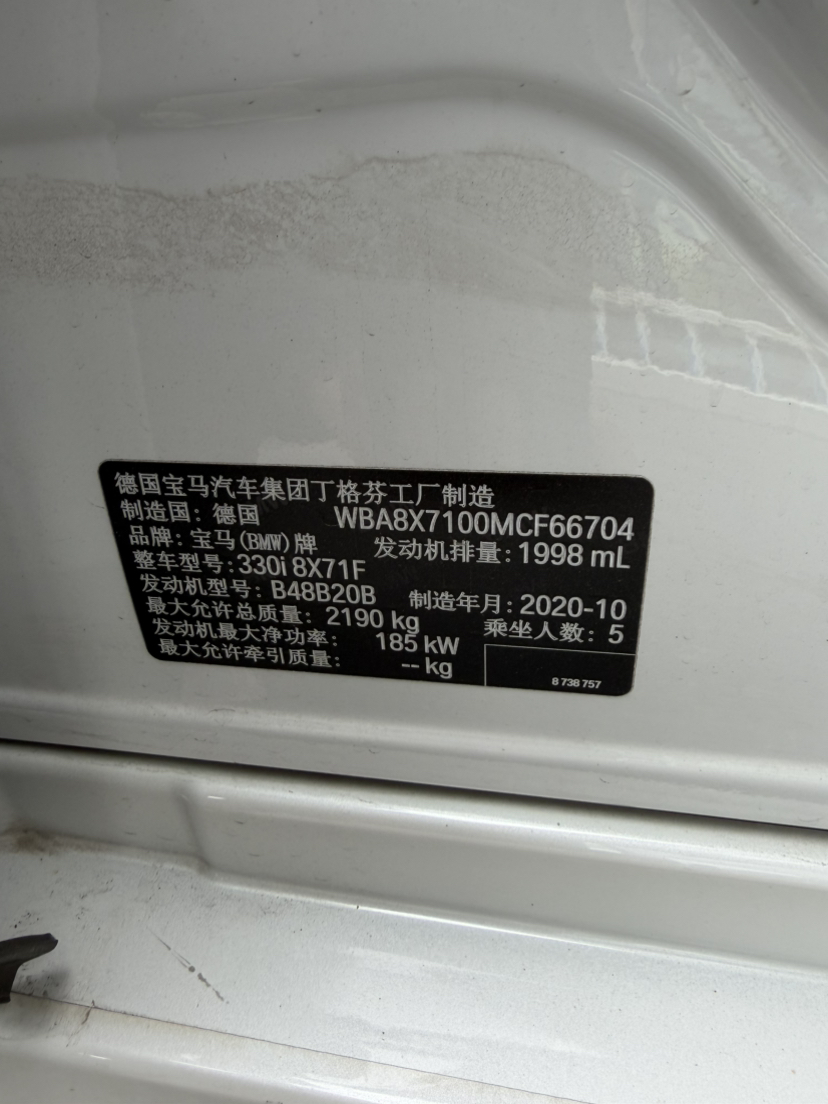 德国宝马汽车集团丁格芬工厂制造
制造国: 德国 WBA8X7100MCF66704
品牌: 宝马(BMW)牌 发动机排量: 1998 mL
整车型号: 330i 8X71F
发动机型号: B48B20B 制造年月: 2020-10
最大允许总质量: 2190 kg 乘坐人数: 5
发动机最大净功率: 185 kW
最大允许牵引质量: -- kg
8 738 757